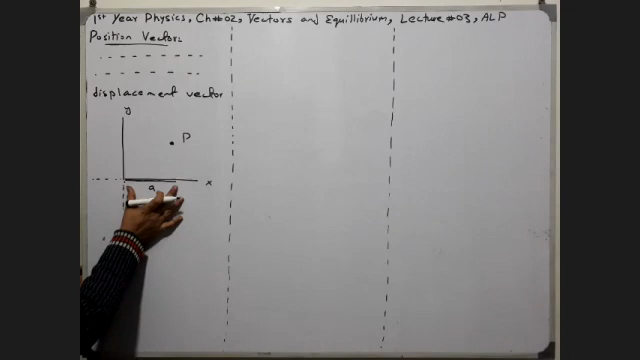 1st Year Physics, Ch#02, Vectors and Equillibrium, Lecture#03, ALP
Position Vector
displacement vector
y
P
x
a